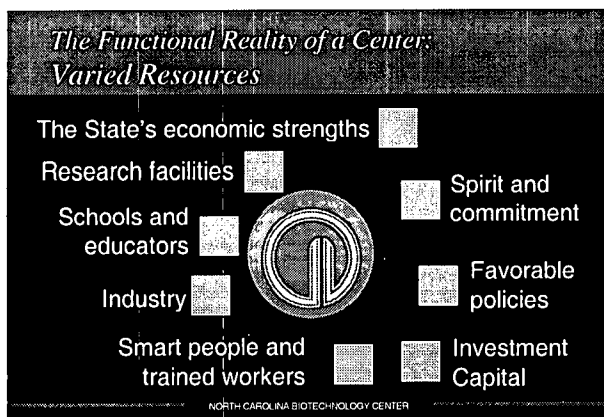 The Functional Reality of a Center:
Varied Resources
The State's economic strengths
Research facilities
Spirit and
commitment
Schools and
educators
Industry
Favorable
policies
Smart people and
trained workers
Investment
Capital
NORTH CAROLINA BIOTECHNOLOGY CENTER